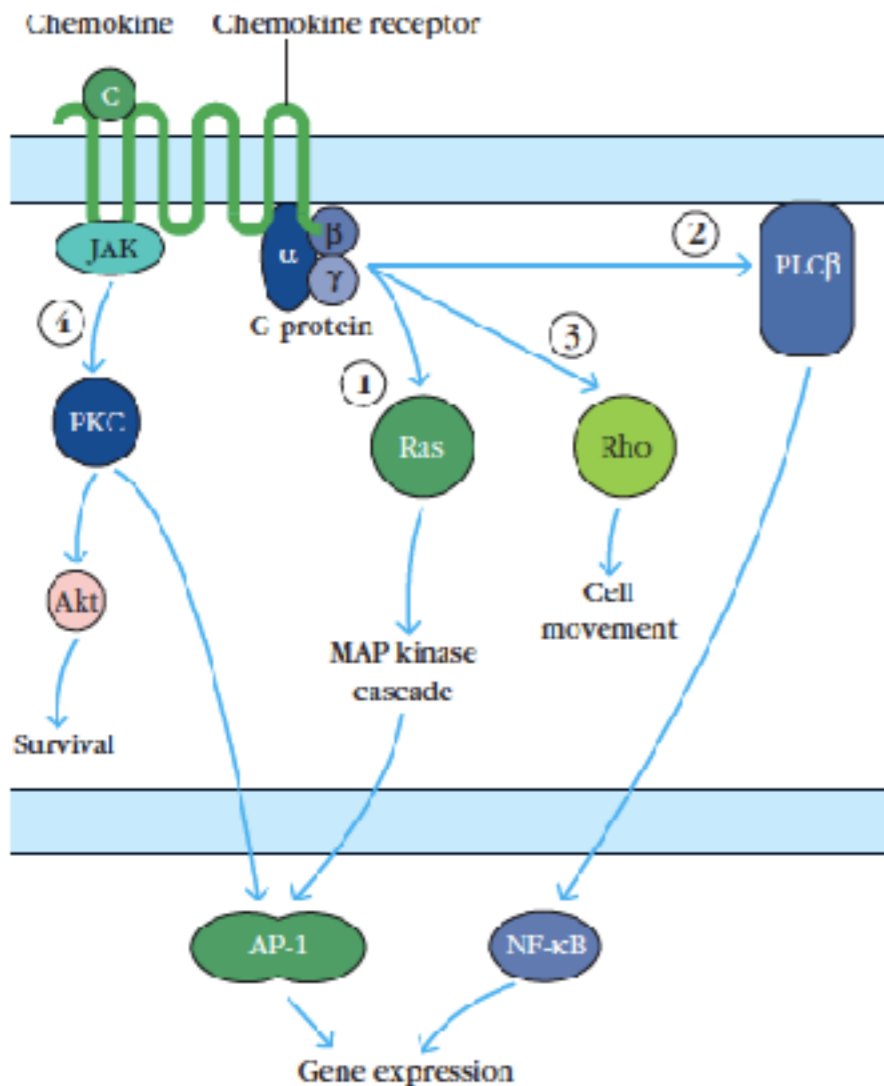 Chemokine
Chemokine receptor
C
JAK
α
β
γ
G protein
2
PLCβ
4
3
1
PKC
Ras
Rho
Akt
Cell
movement
MAP kinase
cascade
Survival
AP-1
NF-κB
Gene expression